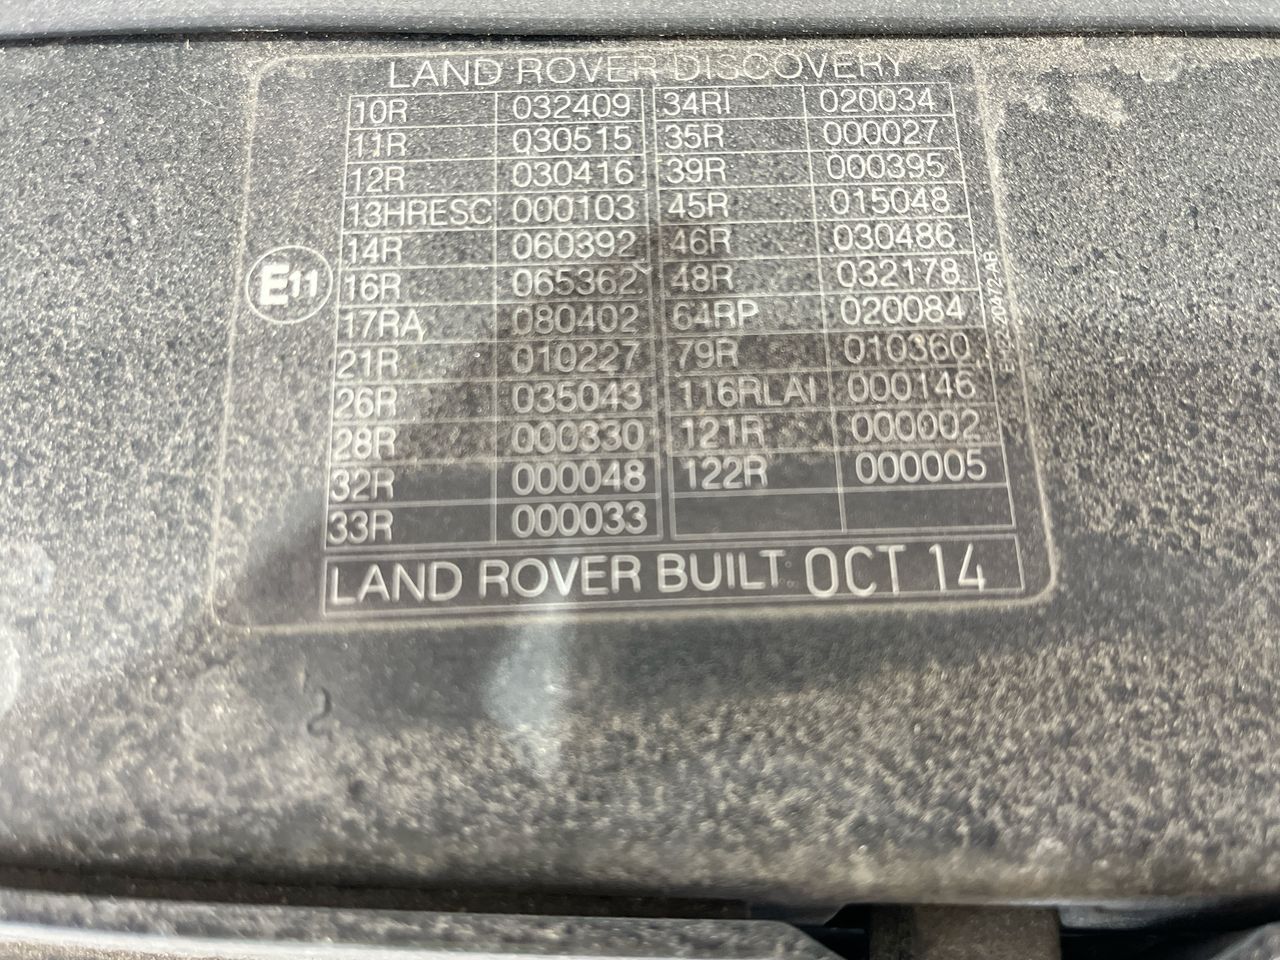 LAND ROVER DISCOVERY
10R 032409 34RI 020034
11R 030515 35R 000027
12R 030416 39R 000395
13HRESC 000103 45R 015048
14R 060392 46R 030486
16R 065362 48R 032178
17RA 080402 64RP 020084
21R 010227 79R 010360
26R 035043 116RLAI 000146
28R 000330 121R 000002
32R 000048 122R 000005
33R 000033
E11
LAND ROVER BUILT: OCT 14